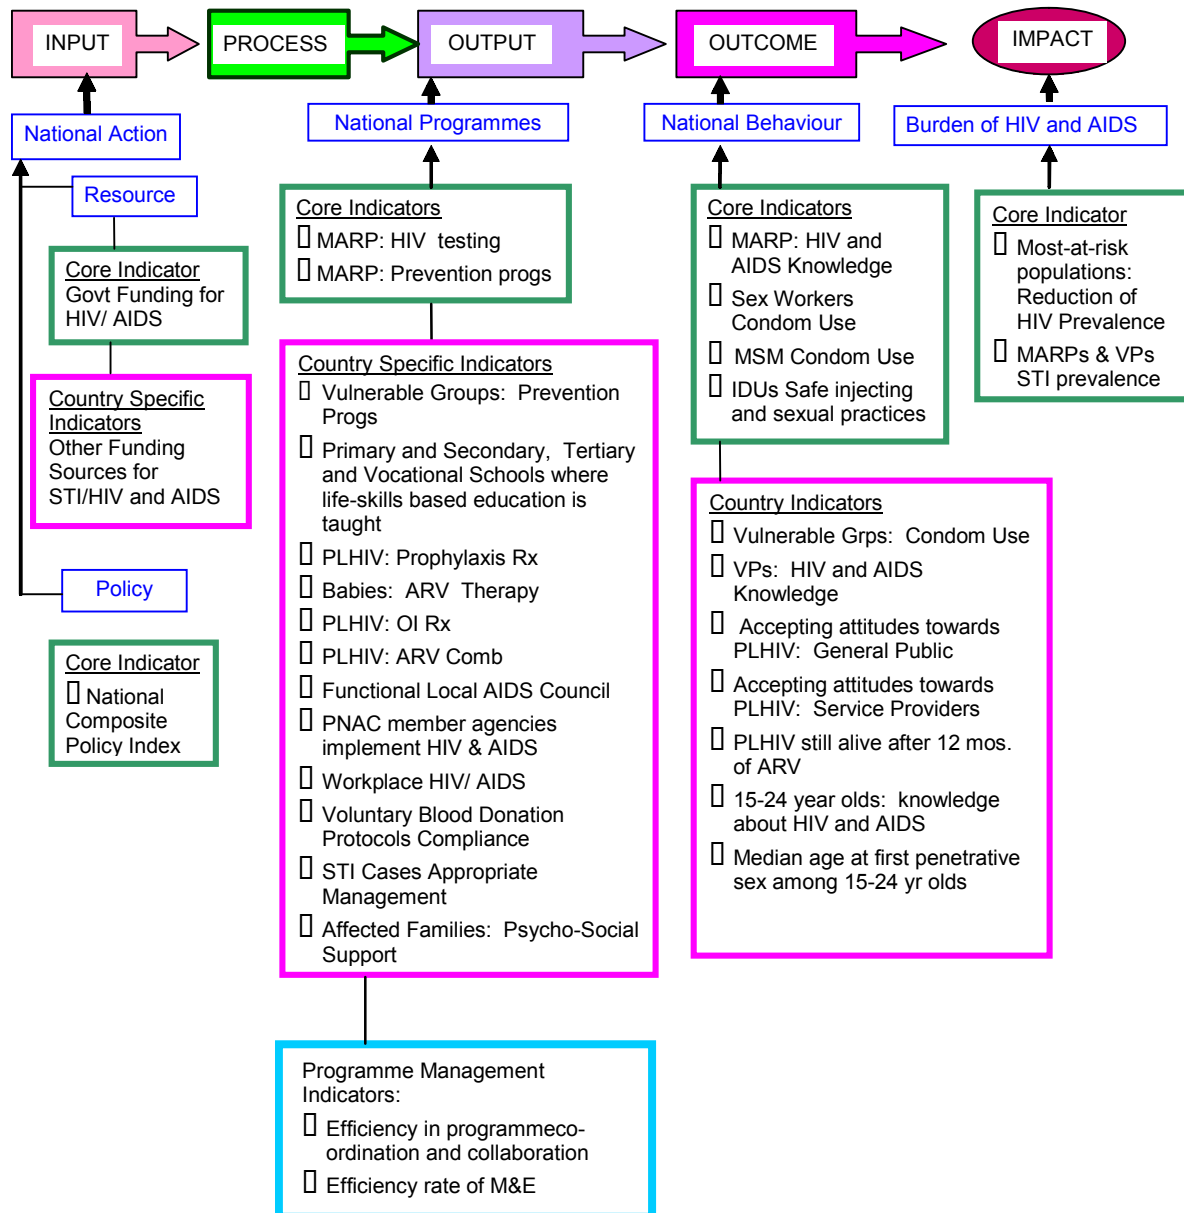 INPUT
PROCESS
OUTPUT
OUTCOME
IMPACT
National Action
National Programmes
National Behaviour
Burden of HIV and AIDS
Resource
Core Indicator
Govt Funding for
HIV/ AIDS
Country Specific
Indicators
Other Funding
Sources for
STI/HIV and AIDS
Policy
Core Indicator
National
Composite
Policy Index
Core Indicators
MARP: HIV testing
MARP: Prevention progs
Country Specific Indicators
Vulnerable Groups: Prevention
Progs
Primary and Secondary, Tertiary
and Vocational Schools where
life-skills based education is
taught
PLHIV: Prophylaxis Rx
Babies: ARV Therapy
PLHIV: OI Rx
PLHIV: ARV Comb
Functional Local AIDS Council
PNAC member agencies
implement HIV & AIDS
Workplace HIV/ AIDS
Voluntary Blood Donation
Protocols Compliance
STI Cases Appropriate
Management
Affected Families: Psycho-Social
Support
Programme Management
Indicators:
Efficiency in programmeco-
ordination and collaboration
Efficiency rate of M&E
Core Indicators
MARP: HIV and
AIDS Knowledge
Sex Workers
Condom Use
MSM Condom Use
IDUs Safe injecting
and sexual practices
Country Indicators
Vulnerable Grps: Condom Use
VPs: HIV and AIDS
Knowledge
Accepting attitudes towards
PLHIV: General Public
Accepting attitudes towards
PLHIV: Service Providers
PLHIV still alive after 12 mos.
of ARV
15-24 year olds: knowledge
about HIV and AIDS
Median age at first penetrative
sex among 15-24 yr olds
Core Indicator
Most-at-risk
populations:
Reduction of
HIV Prevalence
MARPs & VPs
STI prevalence